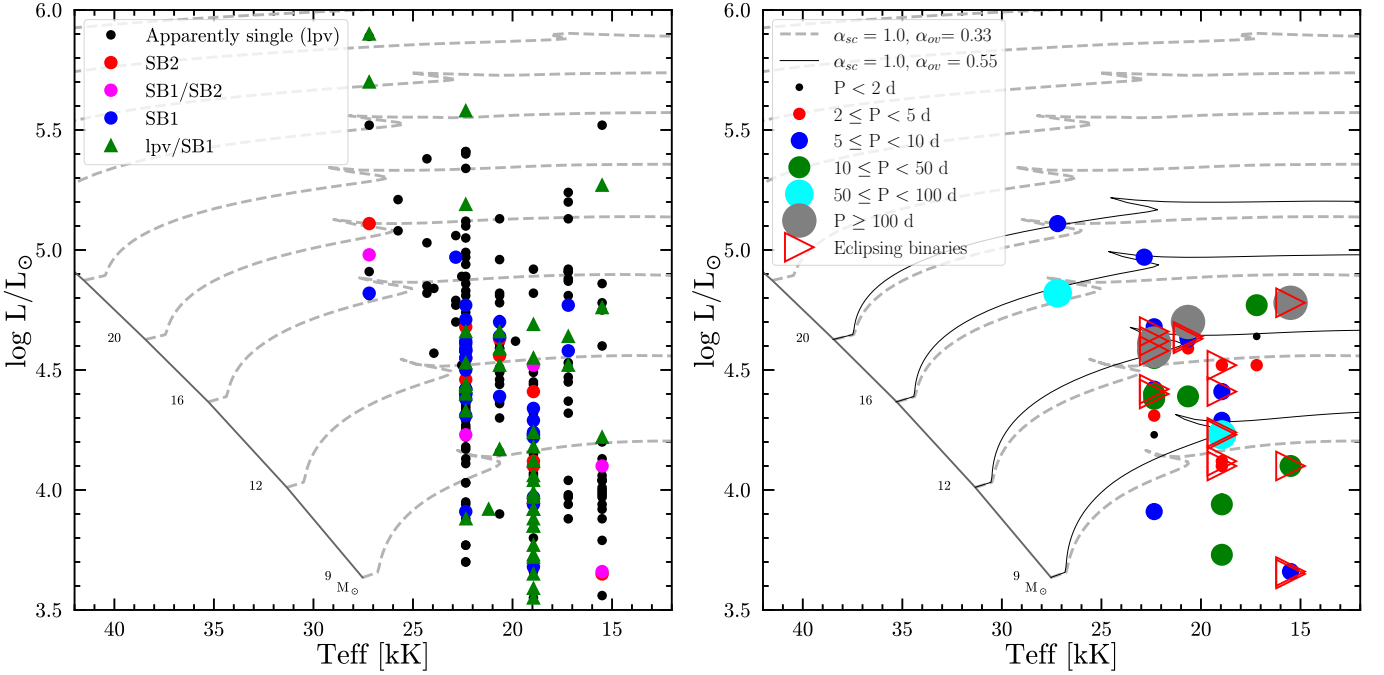 6.0
5.5
5.0
4.5
4.0
3.5
log L/L⊙
40
35
30
25
20
15
Teff [kK]
Apparently single (lpv)
SB2
SB1/SB2
SB1
lpv/SB1
20
16
12
9
M⊙
6.0
5.5
5.0
4.5
4.0
3.5
log L/L⊙
40
35
30
25
20
15
Teff [kK]
αsc = 1.0, αov= 0.33
αsc = 1.0, αov = 0.55
P < 2 d
2 ≤ P < 5 d
5 ≤ P < 10 d
10 ≤ P < 50 d
50 ≤ P < 100 d
P ≥ 100 d
Eclipsing binaries
20
16
12
9
M⊙